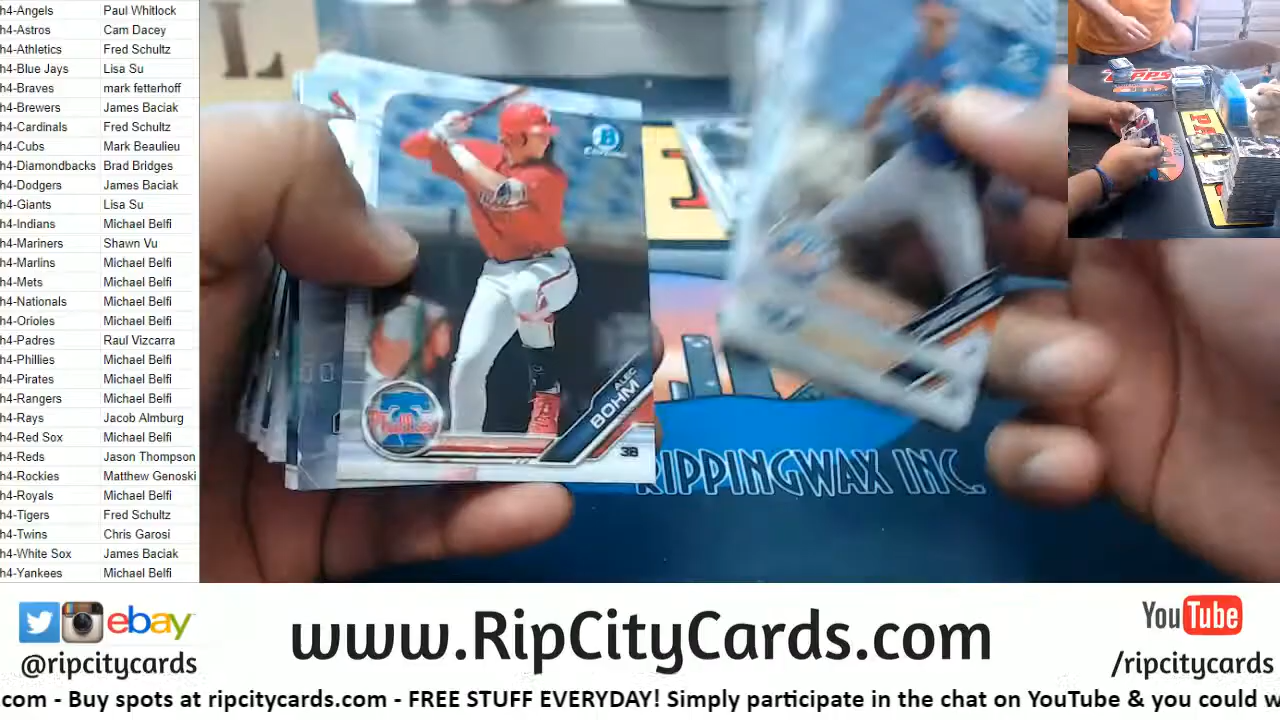 h4-Angels Paul Whitlock
h4-Astros Cam Dacey
h4-Athletics Fred Schultz
h4-Blue Jays Lisa Su
h4-Braves mark fetterhoff
h4-Brewers James Baciak
h4-Cardinals Fred Schultz
h4-Cubs Mark Beaulieu
h4-Diamondbacks Brad Bridges
h4-Dodgers James Baciak
h4-Giants Lisa Su
h4-Indians Michael Belfi
h4-Mariners Shawn Vu
h4-Marlins Michael Belfi
h4-Mets Michael Belfi
h4-Nationals Michael Belfi
h4-Orioles Michael Belfi
h4-Padres Raul Vizcarra
h4-Phillies Michael Belfi
h4-Pirates Michael Belfi
h4-Rangers Michael Belfi
h4-Rays Jacob Almburg
h4-Red Sox Michael Belfi
h4-Reds Jason Thompson
h4-Rockies Matthew Genoski
h4-Royals Michael Belfi
h4-Tigers Fred Schultz
h4-Twins Chris Garosi
h4-White Sox James Baciak
h4-Yankees Michael Belfi
B
Chrome
Phillies
ALEC
BOHM
38
TOPPS
RIPPINGWAX INC.
ebay
@ripcitycards
www.RipCityCards.com
YouTube
/ripcitycards
com - Buy spots at ripcitycards.com - FREE STUFF EVERYDAY! Simply participate in the chat on YouTube & you could w